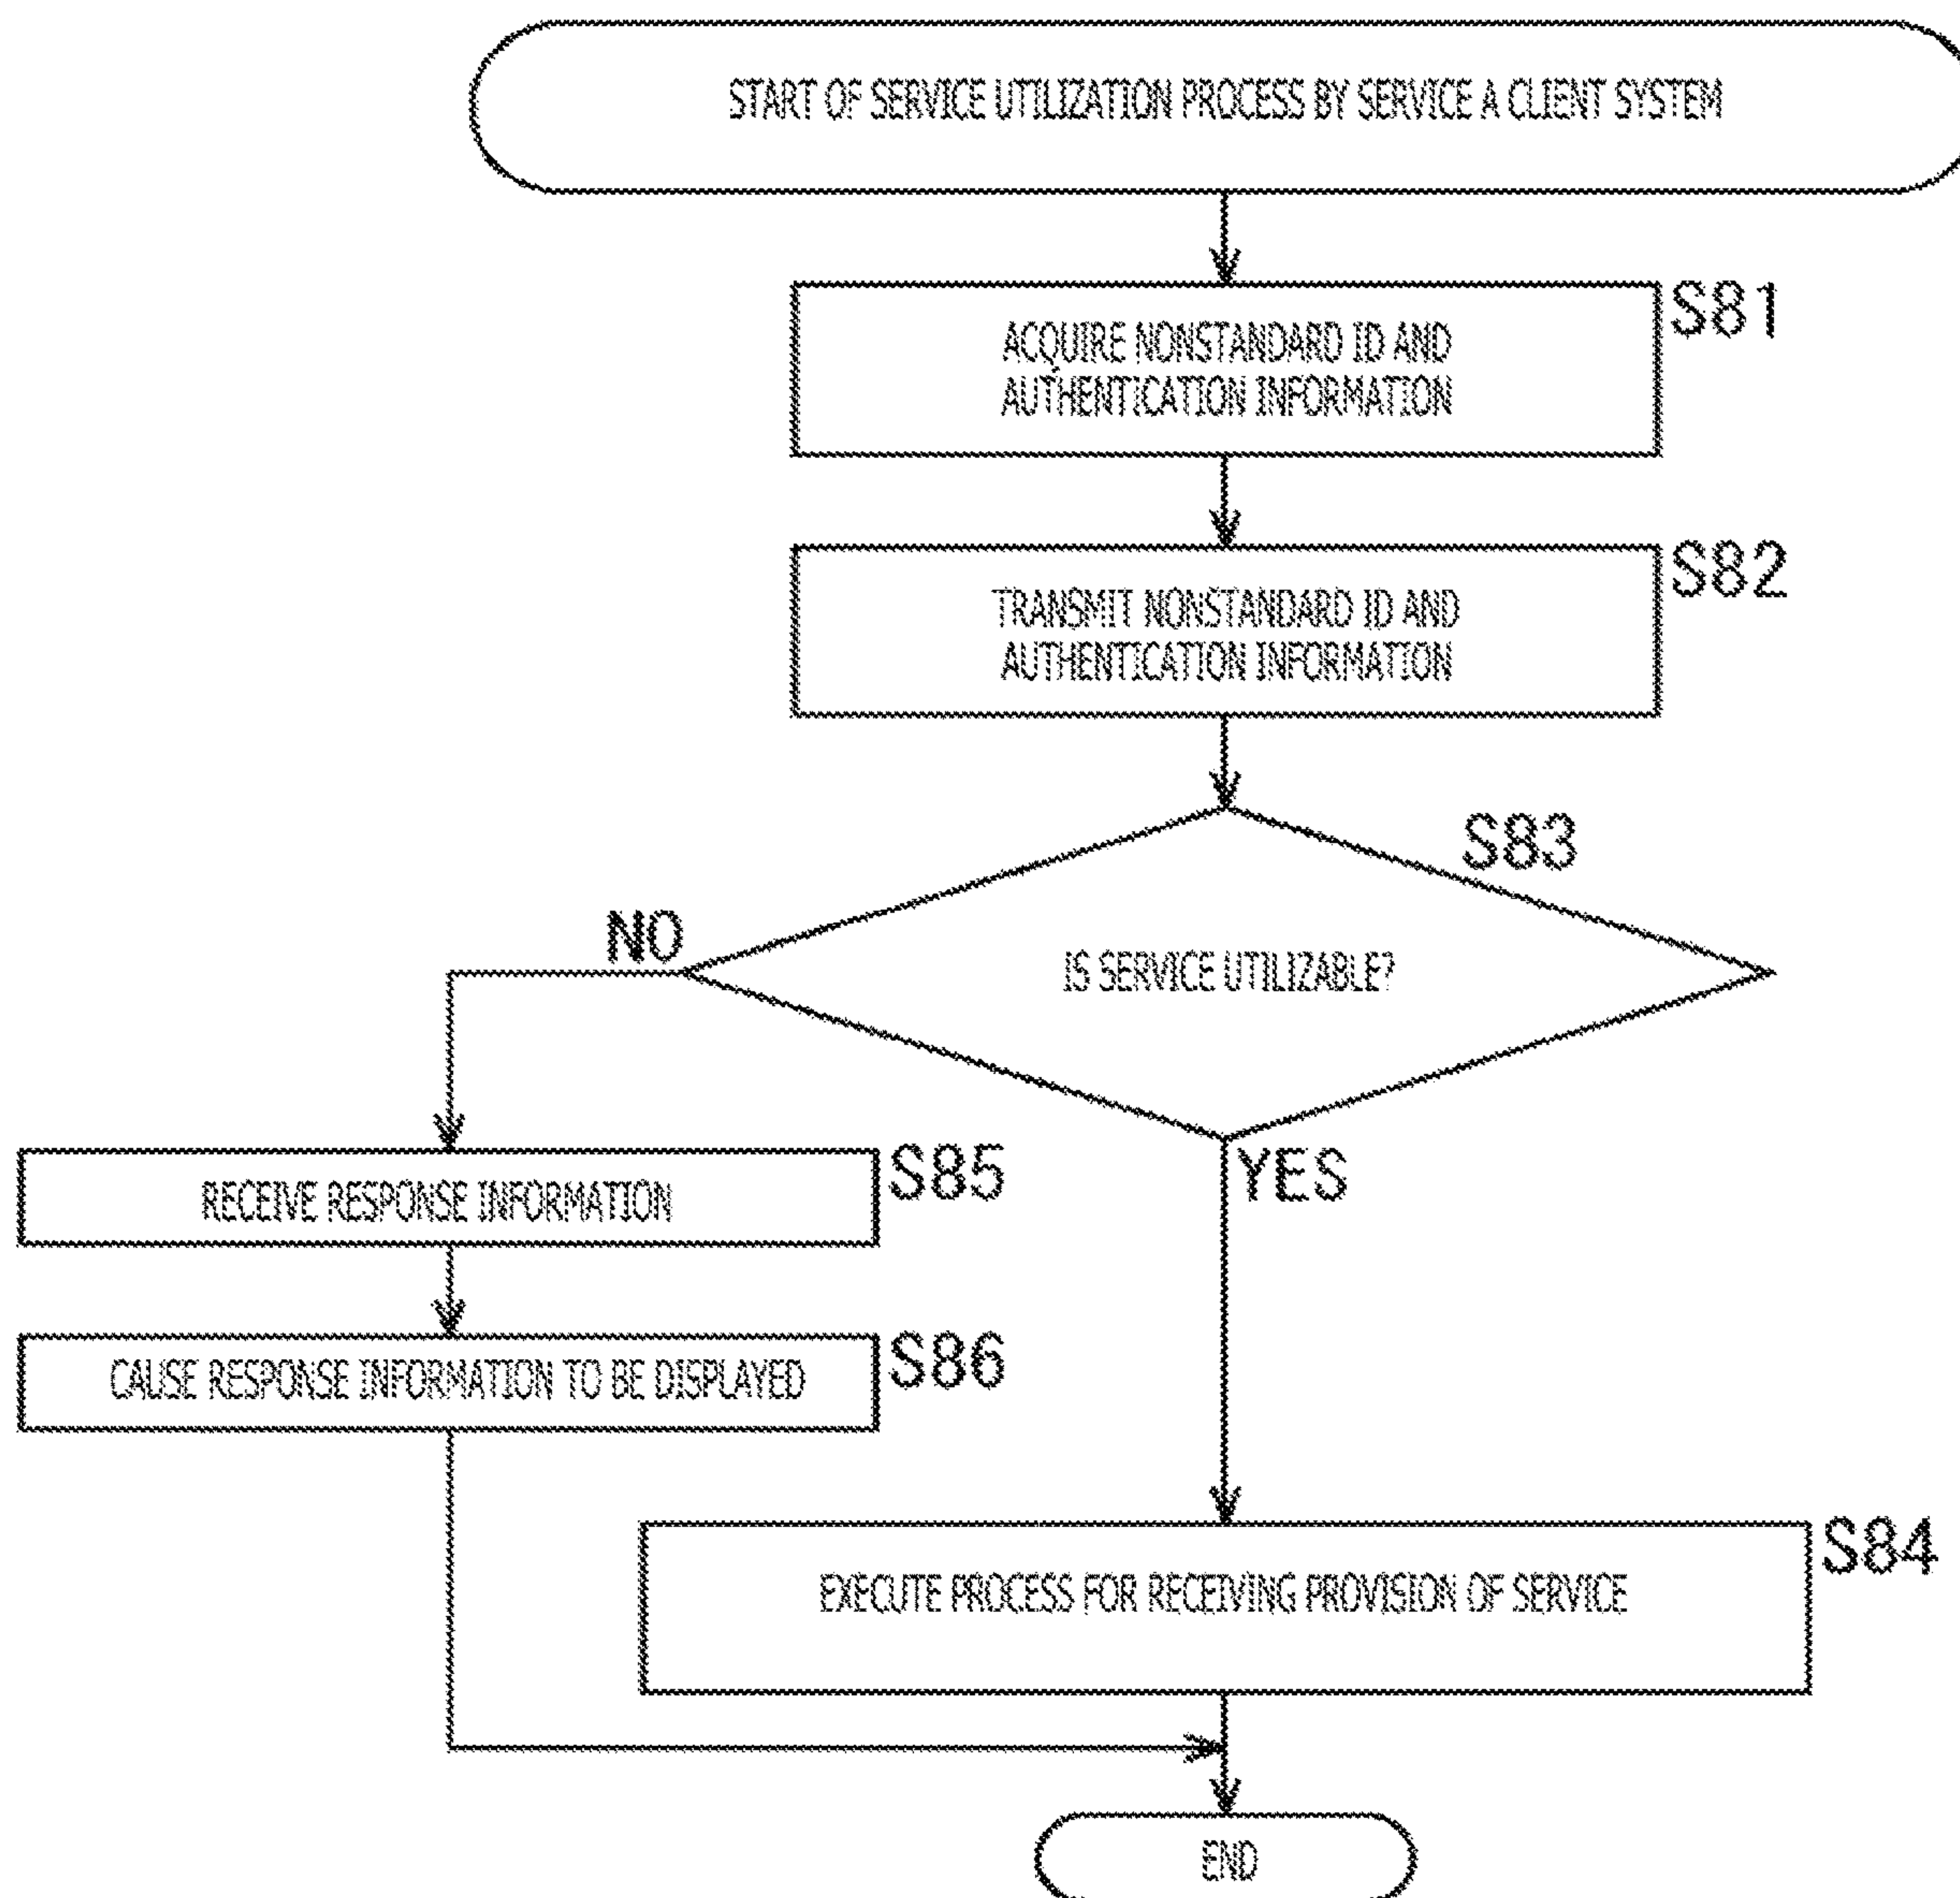 START OF SERVICE UTILIZATION PROCESS BY SERVICE A CLIENT SYSTEM
S81
ACQUIRE NONSTANDARD ID AND
AUTHENTICATION INFORMATION
S82
TRANSMIT NONSTANDARD ID AND
AUTHENTICATION INFORMATION
S83
NO
IS SERVICE UTILIZABLE?
YES
S85
RECEIVE RESPONSE INFORMATION
S86
CAUSE RESPONSE INFORMATION TO BE DISPLAYED
S84
EXECUTE PROCESS FOR RECEIVING PROVISION OF SERVICE
END